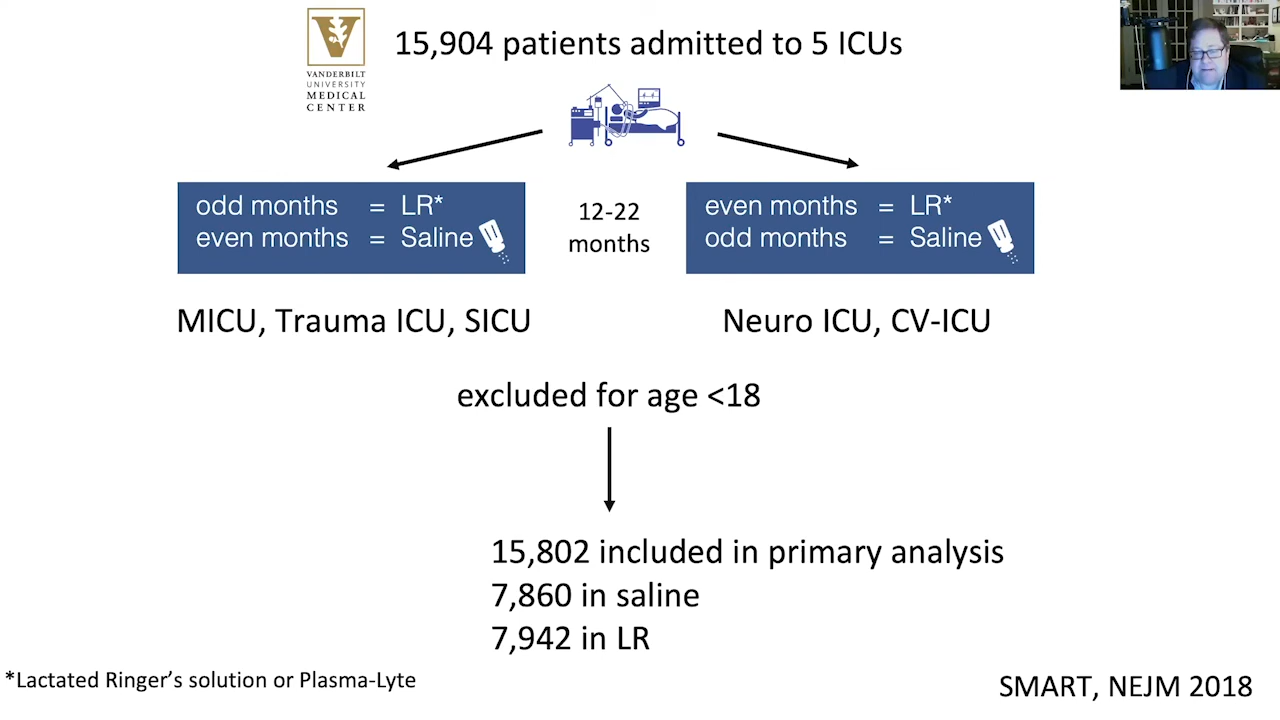 VANDERBILT
UNIVERSITY
MEDICAL
CENTER
15,904 patients admitted to 5 ICUs
odd months = LR*
even months = Saline
12-22
months
even months = LR*
odd months = Saline
MICU, Trauma ICU, SICU
Neuro ICU, CV-ICU
excluded for age <18
15,802 included in primary analysis
7,860 in saline
7,942 in LR
*Lactated Ringer’s solution or Plasma-Lyte
SMART, NEJM 2018